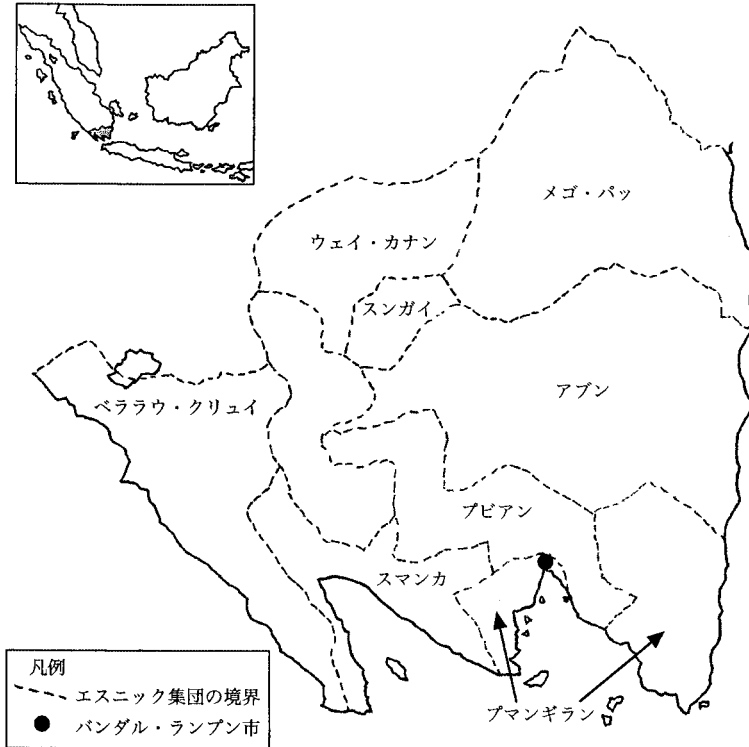 メゴ・パッ
ウェイ・カナン
スンガイ
アブン
ベララウ・クリュイ
プビアン
スマンカ
プマンギラン
凡例
エスニック集団の境界
バンダル・ランプン市